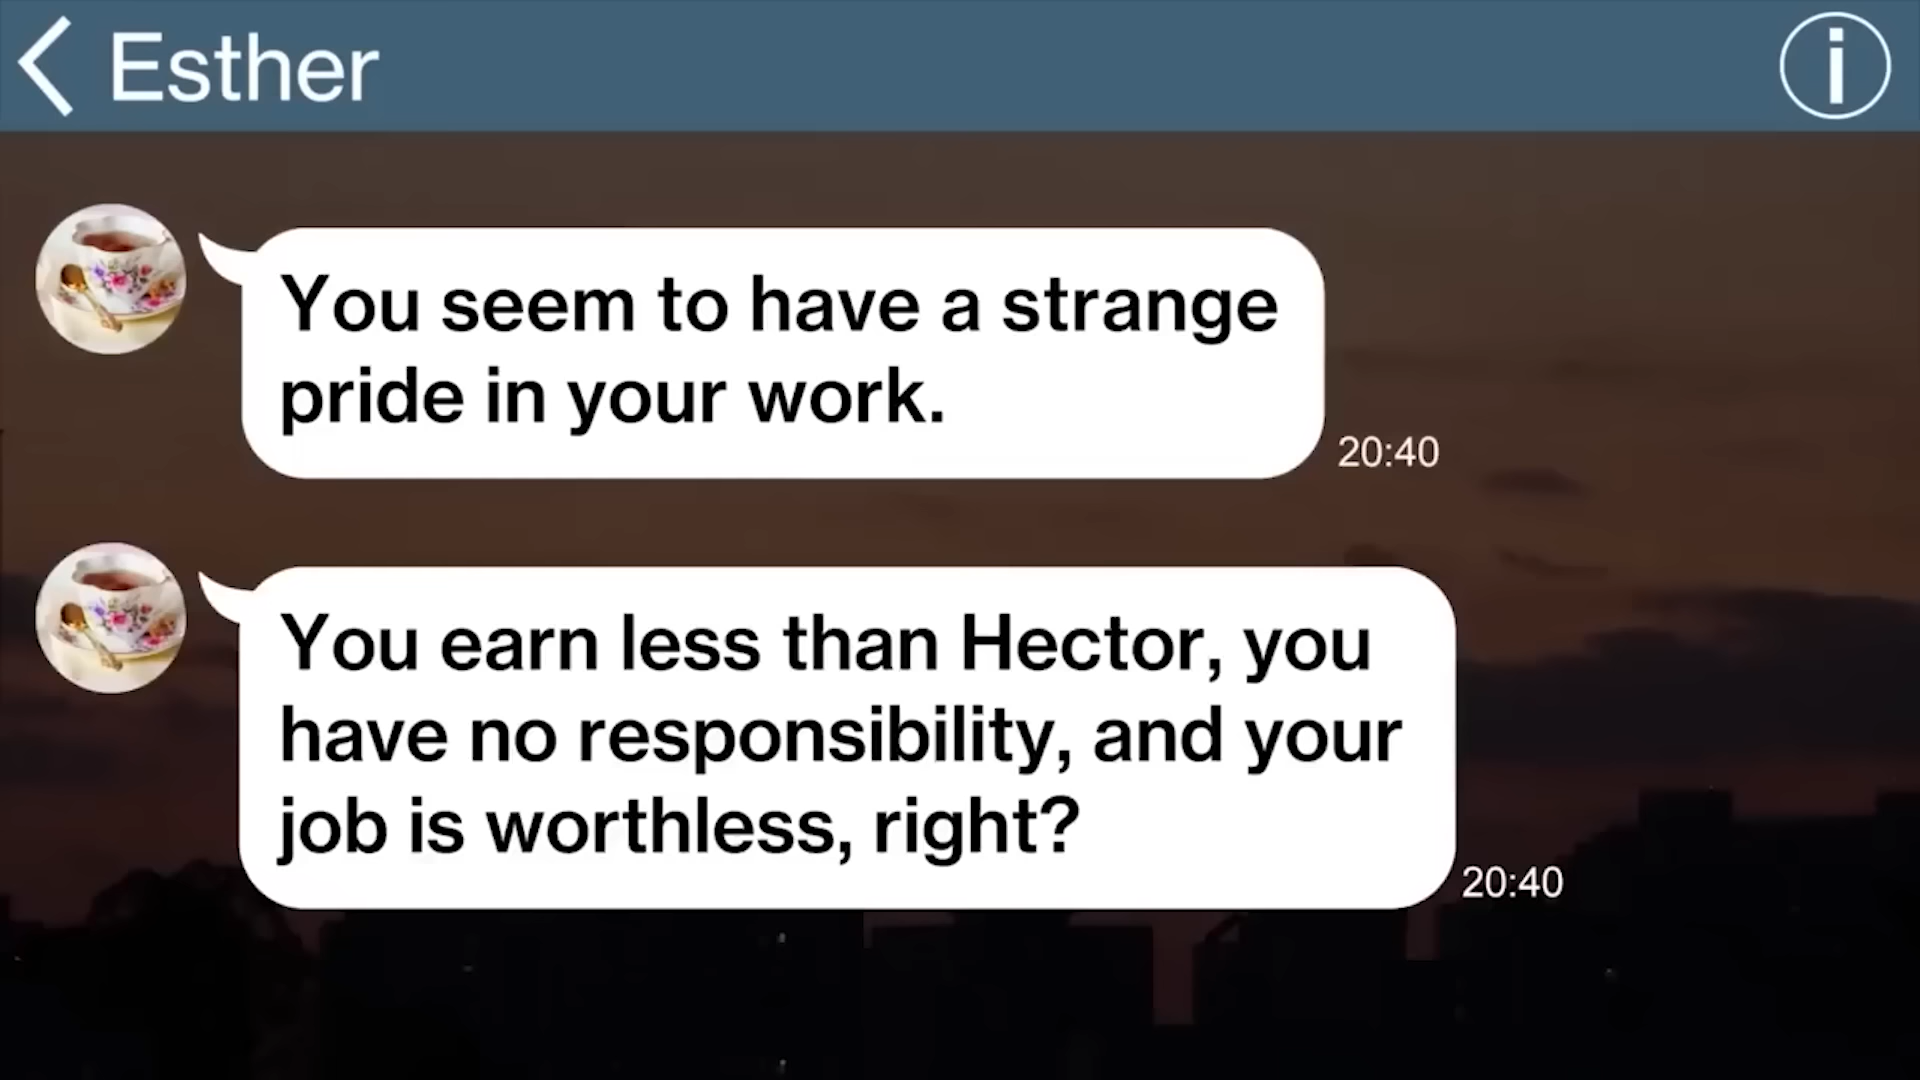 Esther
You seem to have a strange
pride in your work.
20:40
You earn less than Hector, you
have no responsibility, and your
job is worthless, right?
20:40